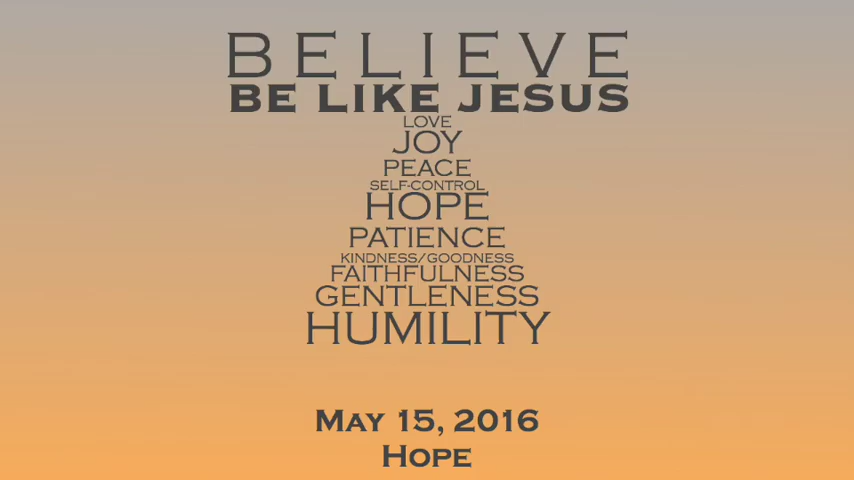 BELIEVE
BE LIKE JESUS
LOVE
JOY
PEACE
SELF-CONTROL
HOPE
PATIENCE
KINDNESS/GOODNESS
FAITHFULNESS
GENTLENESS
HUMILITY
May 15, 2016
Hope